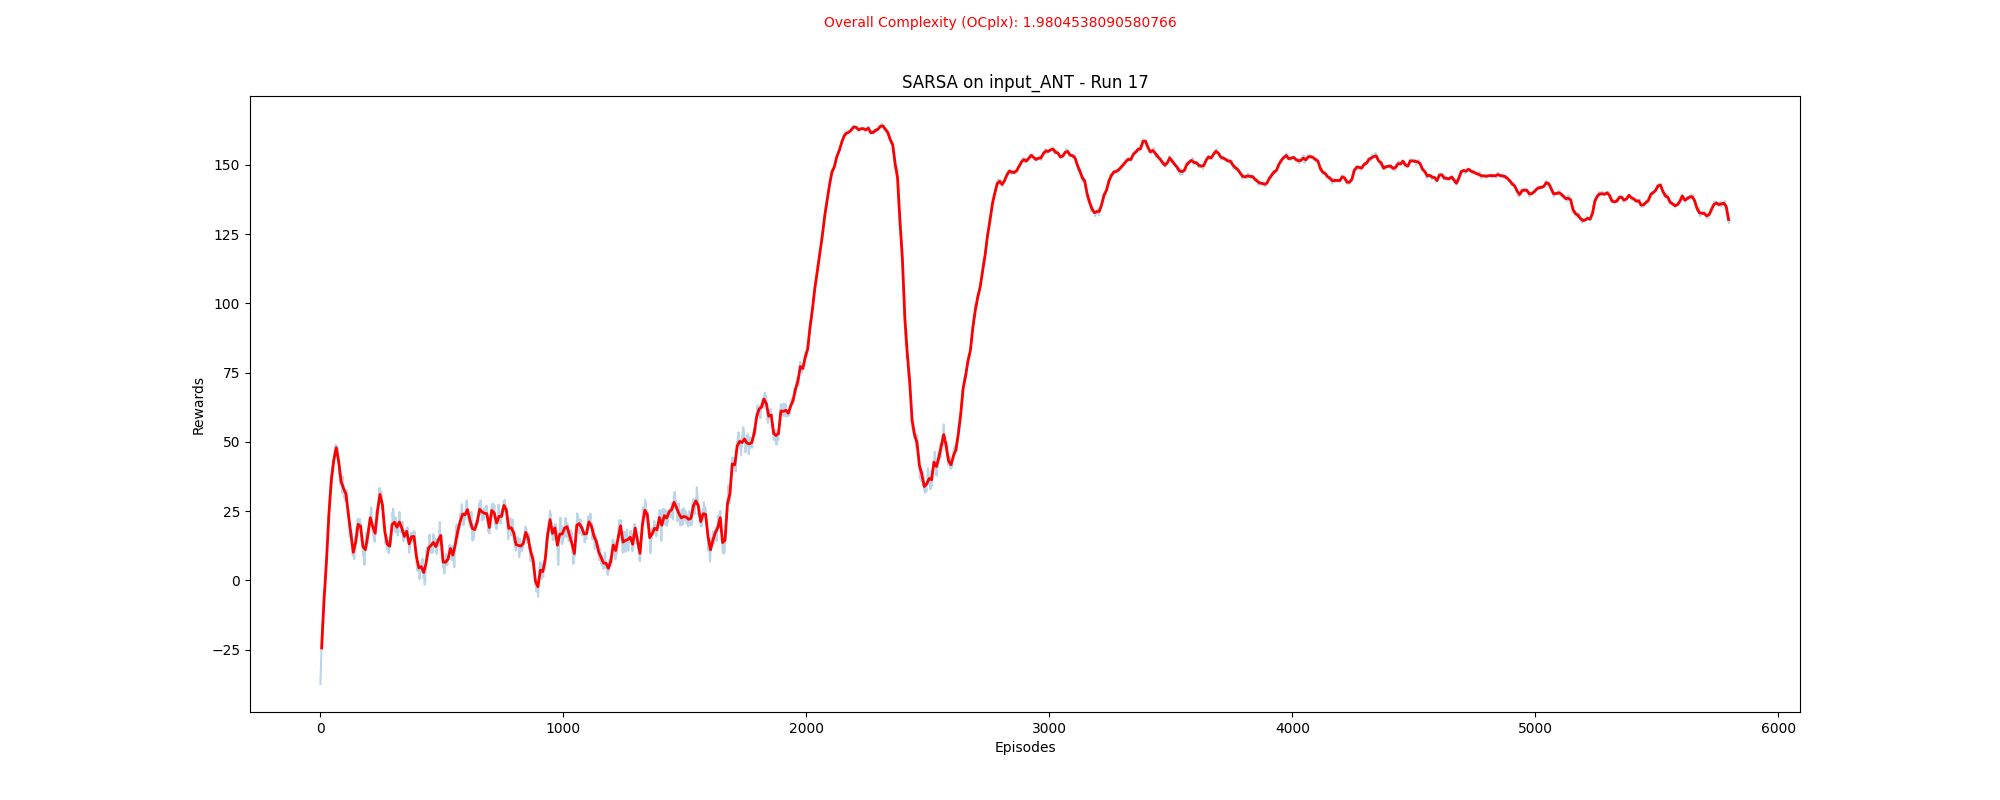 Overall Complexity (OCplx): 1.9804538090580766
SARSA on input_ANT - Run 17
Rewards
150
125
100
75
50
25
0
−25
0 1000 2000 3000 4000 5000 6000
Episodes